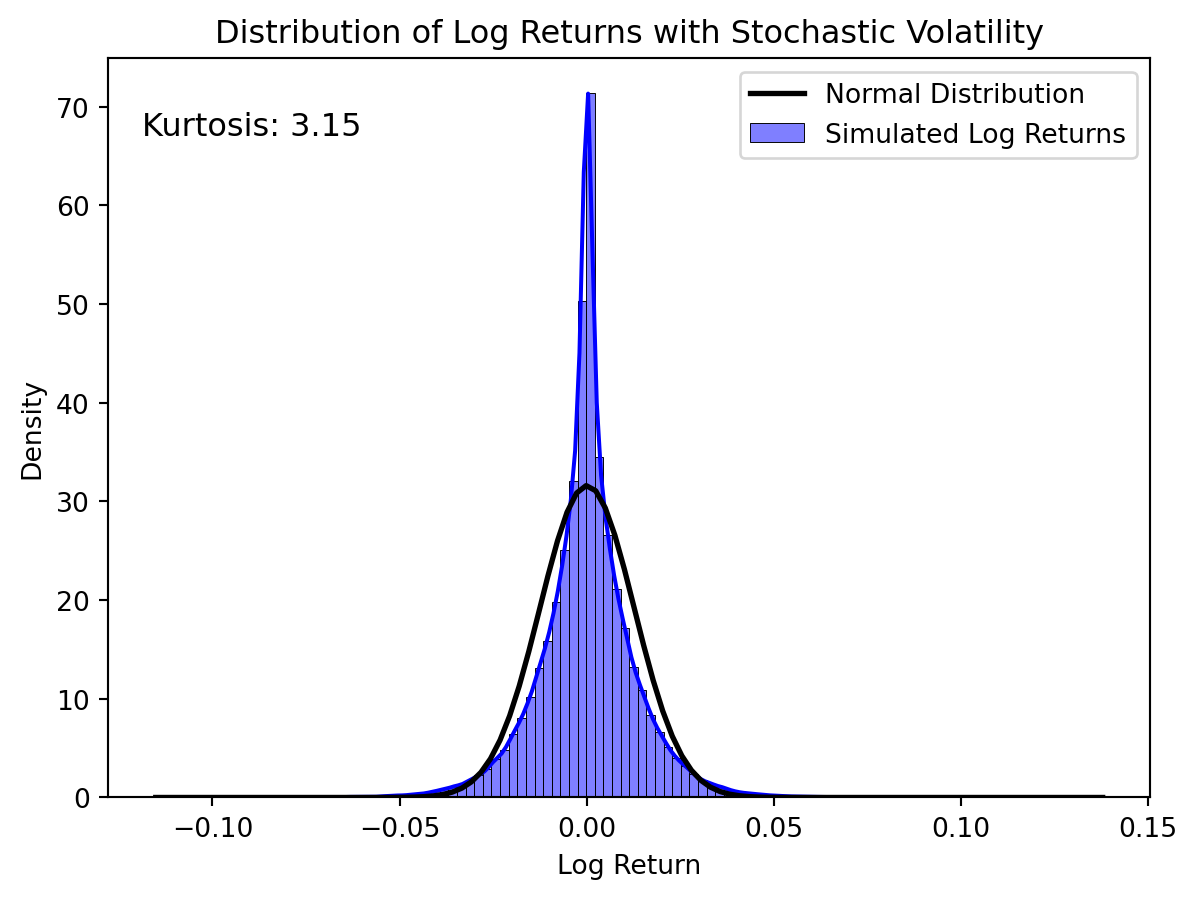 Distribution of Log Returns with Stochastic Volatility
Kurtosis: 3.15
Normal Distribution
Simulated Log Returns
Density
70
60
50
40
30
20
10
0
−0.10
−0.05
0.00
0.05
0.10
0.15
Log Return